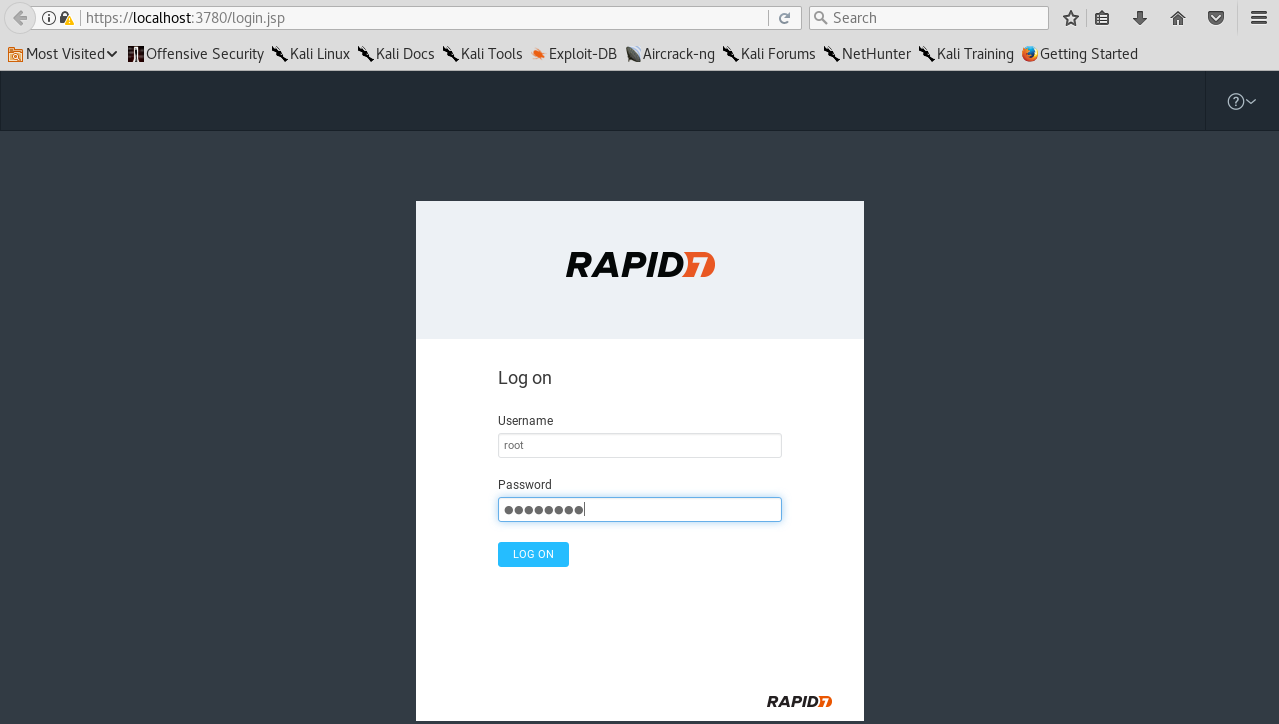 https://localhost:3780/login.jsp Search
Most Visited Offensive Security Kali Linux Kali Docs Kali Tools Exploit-DB Aircrack-ng Kali Forums NetHunter Kali Training Getting Started
RAPID7
Log on
Username
root
Password
●●●●●●●●
LOG ON
RAPID7